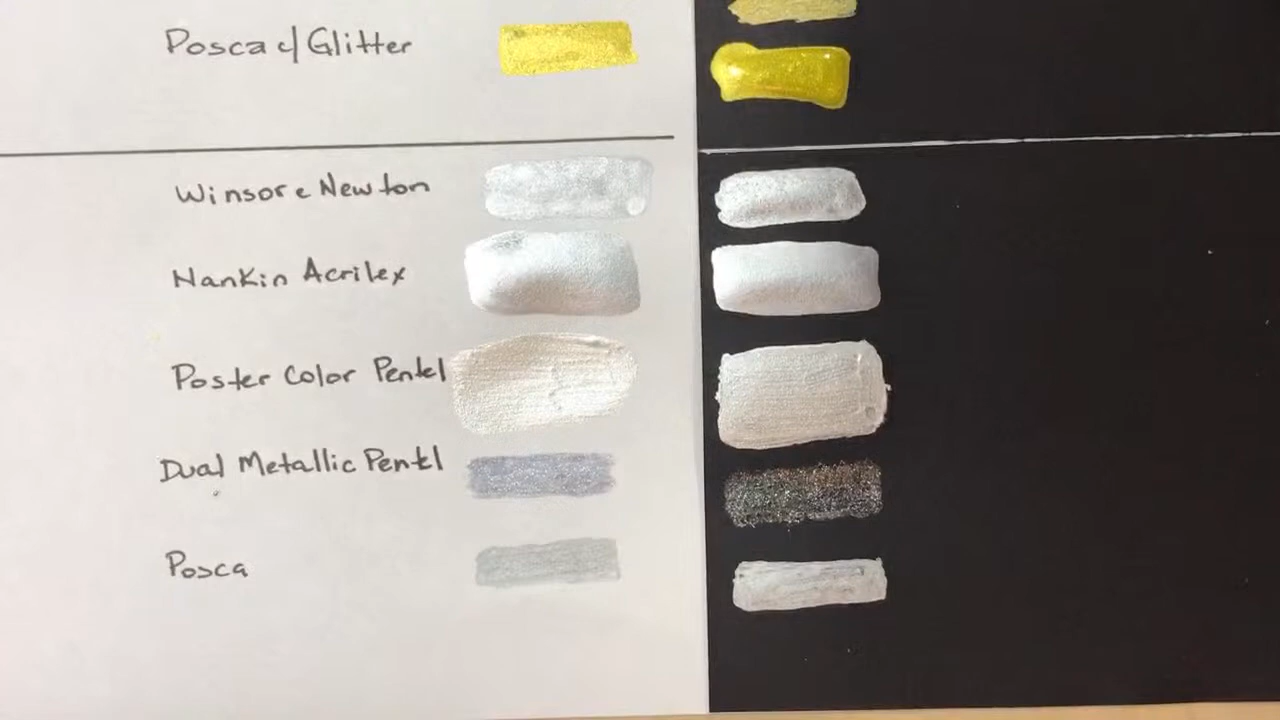 Posca c/ Glitter
Winsor e Newton
Nankin Acrilex
Poster Color Pentel
Dual Metallic Pentel
Posca